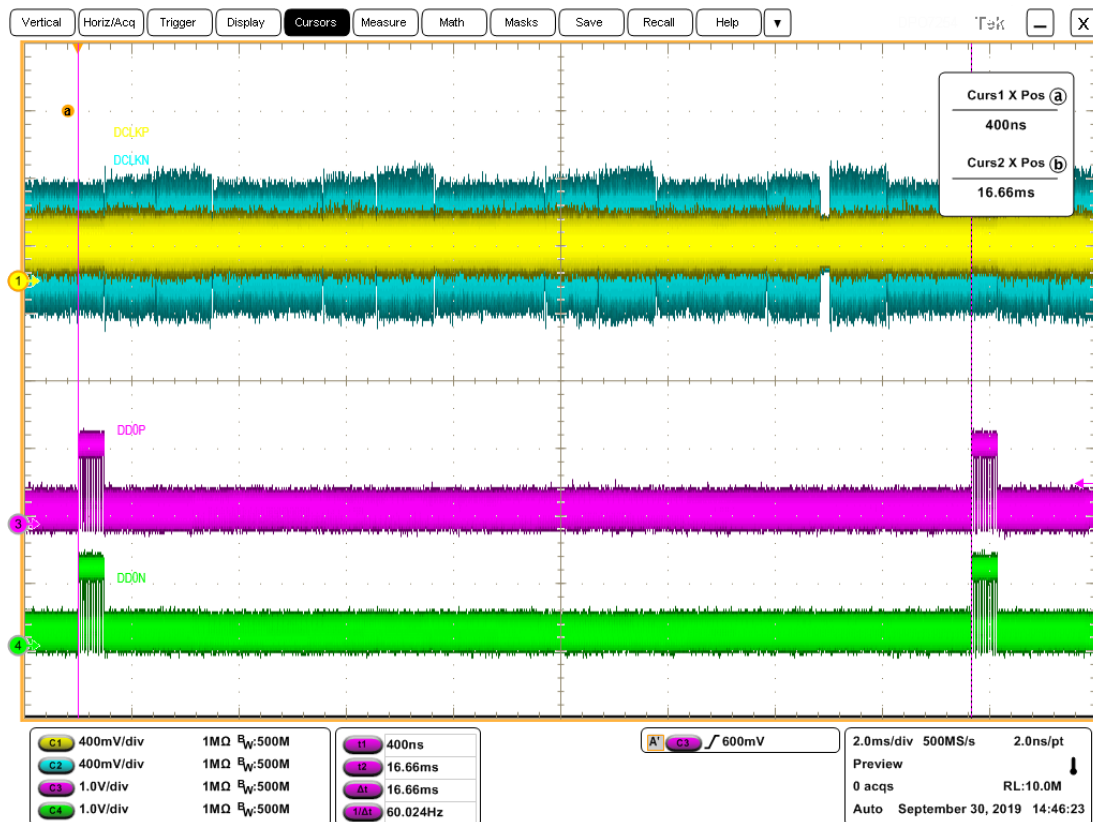 Vertical Horiz/Acq Trigger Display Cursors Measure Math Masks Save Recall Help ▼ Tek X
a
Curs1 X Pos a
400ns
Curs2 X Pos b
16.66ms
DCLKP
DCLKN
1
DD0P
3
DD0N
4
C1 400mV/div 1MΩ BW:500M
C2 400mV/div 1MΩ BW:500M
C3 1.0V/div 1MΩ BW:500M
C4 1.0V/div 1MΩ BW:500M
t1 400ns
t2 16.66ms
Δt 16.66ms
1/Δt 60.024Hz
A' C3 600mV
2.0ms/div 500MS/s 2.0ns/pt
Preview
0 acqs RL:10.0M
Auto September 30, 2019 14:46:23